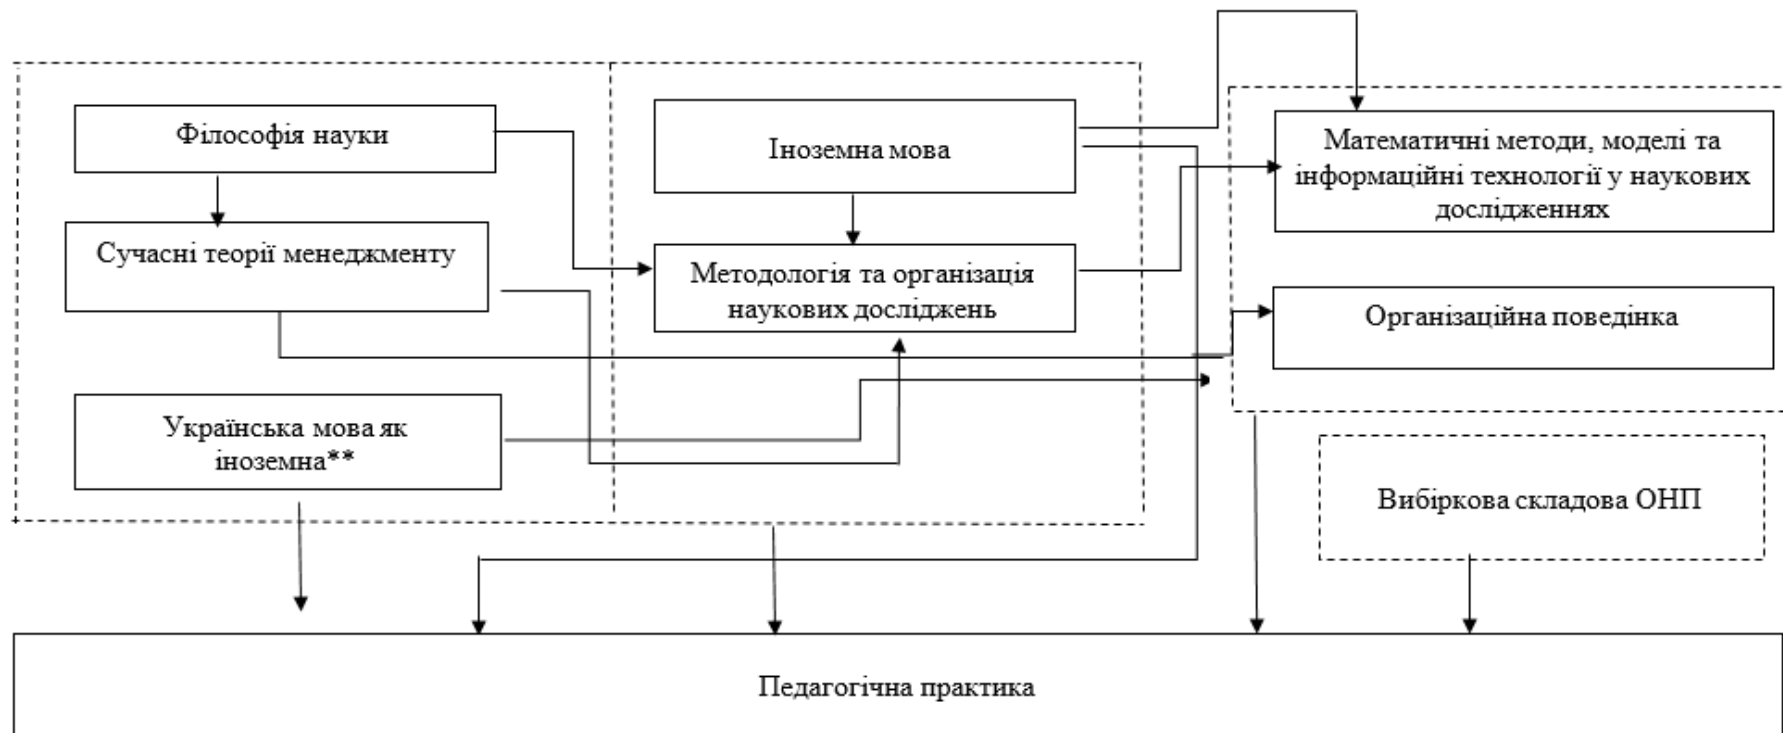 Філософія науки
Сучасні теорії менеджменту
Українська мова як
іноземна**
Іноземна мова
Методологія та організація
наукових досліджень
Математичні методи, моделі та
інформаційні технології у наукових
дослідженнях
Організаційна поведінка
Вибіркова складова ОНП
Педагогічна практика